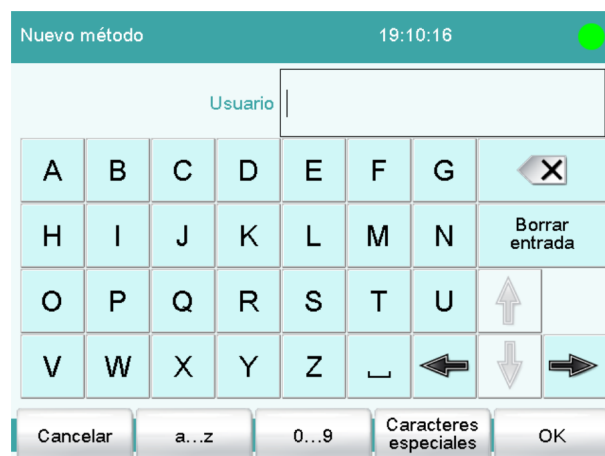 Nuevo método 19:10:16
Usuario
A B C D E F G
H I J K L M N Borrar
entrada
O P Q R S T U
V W X Y Z
Cancelar a...z 0...9 Caracteres
especiales OK